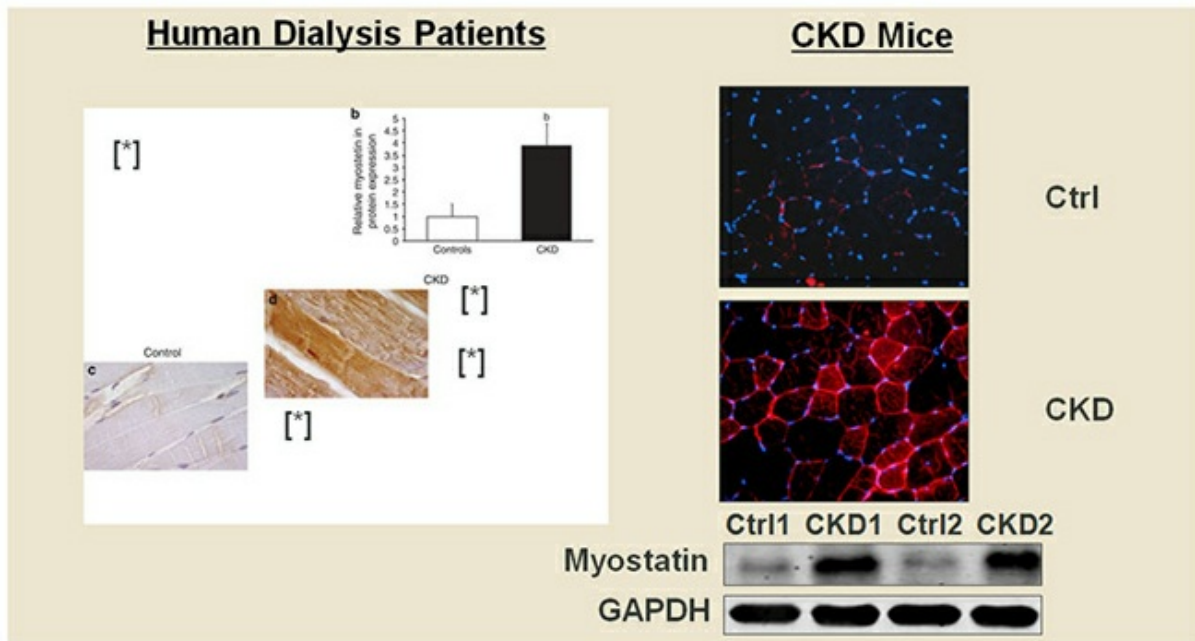 Human Dialysis Patients
CKD Mice
[*]
b
Relative myostetin in
protein expression
5
4.5
4
3.5
3
2.5
2
1.5
1
0.5
0
b
Controls
CKD
Ctrl
CKD
d
[*]
[*]
Control
c
[*]
CKD
Ctrl1 CKD1 Ctrl2 CKD2
Myostatin
GAPDH